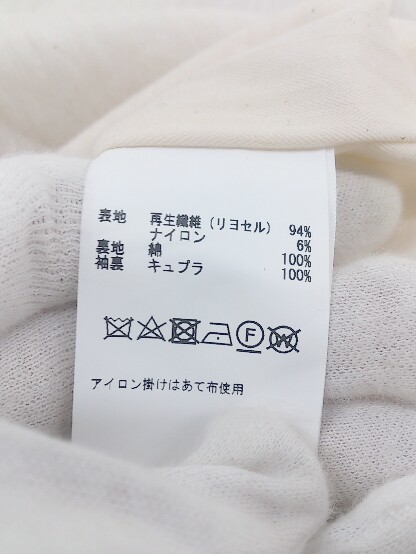 表地 再生繊維（リヨセル） 94%
ナイロン 6%
裏地 綿 100%
袖裏 キュプラ 100%
F W
アイロン掛けはあて布使用